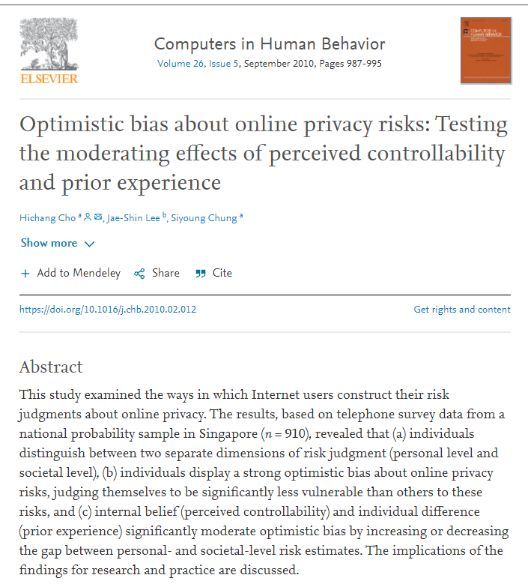 ELSEVIER
Computers in Human Behavior
Volume 26, Issue 5, September 2010, Pages 987-995
Optimistic bias about online privacy risks: Testing
the moderating effects of perceived controllability
and prior experience
Hichang Cho a, Jae-Shin Lee b, Siyoung Chung a
Show more
+ Add to Mendeley Share Cite
https://doi.org/10.1016/j.chb.2010.02.012 Get rights and content
Abstract
This study examined the ways in which Internet users construct their risk
judgments about online privacy. The results, based on telephone survey data from a
national probability sample in Singapore (n = 910), revealed that (a) individuals
distinguish between two separate dimensions of risk judgment (personal level and
societal level), (b) individuals display a strong optimistic bias about online privacy
risks, judging themselves to be significantly less vulnerable than others to these
risks, and (c) internal belief (perceived controllability) and individual difference
(prior experience) significantly moderate optimistic bias by increasing or decreasing
the gap between personal- and societal-level risk estimates. The implications of the
findings for research and practice are discussed.